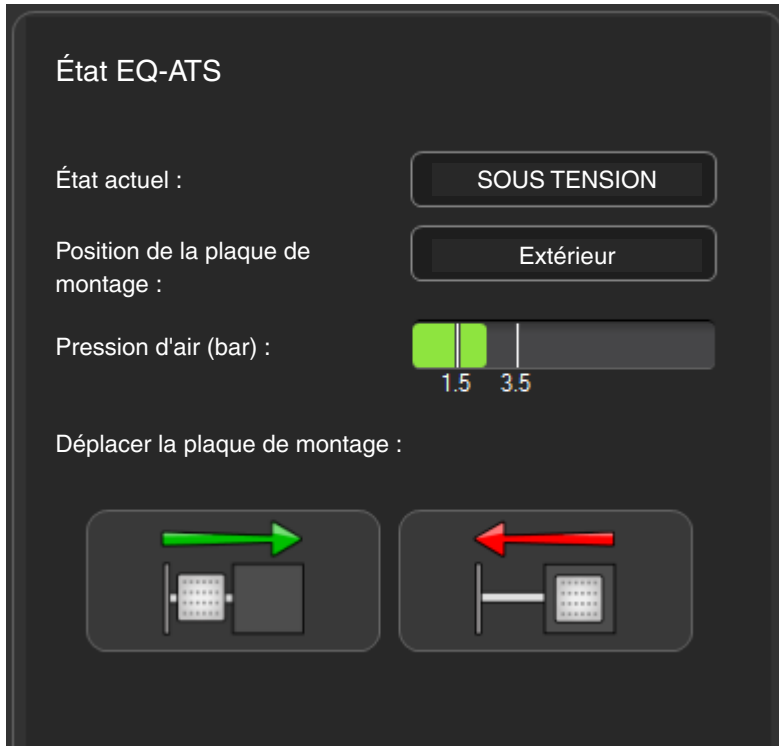 État EQ-ATS
État actuel :
SOUS TENSION
Position de la plaque de
montage :
Extérieur
Pression d'air (bar) :
1.5 3.5
Déplacer la plaque de montage :